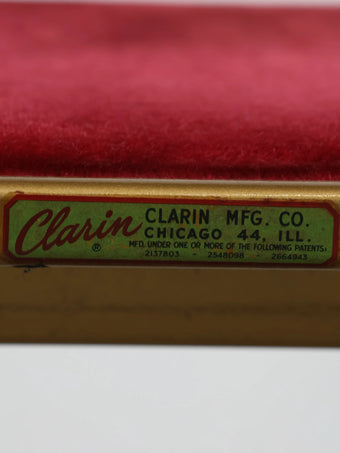 Clarin ®
CLARIN MFG. CO.
CHICAGO 44, ILL.
MFD. UNDER ONE OR MORE OF THE FOLLOWING PATENTS:
2137803 - 2548098 - 2664943